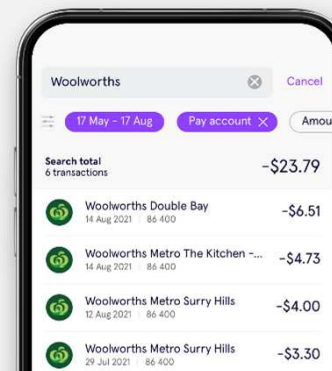 Woolworths
Cancel
17 May - 17 Aug
Pay account
Amou
Search total
6 transactions
-$23.79
Woolworths Double Bay
14 Aug 2021 | 86 400
-$6.51
Woolworths Metro The Kitchen -...
14 Aug 2021 | 86 400
-$4.73
Woolworths Metro Surry Hills
12 Aug 2021 | 86 400
-$4.00
Woolworths Metro Surry Hills
29 Jul 2021 | 86 400
-$3.30